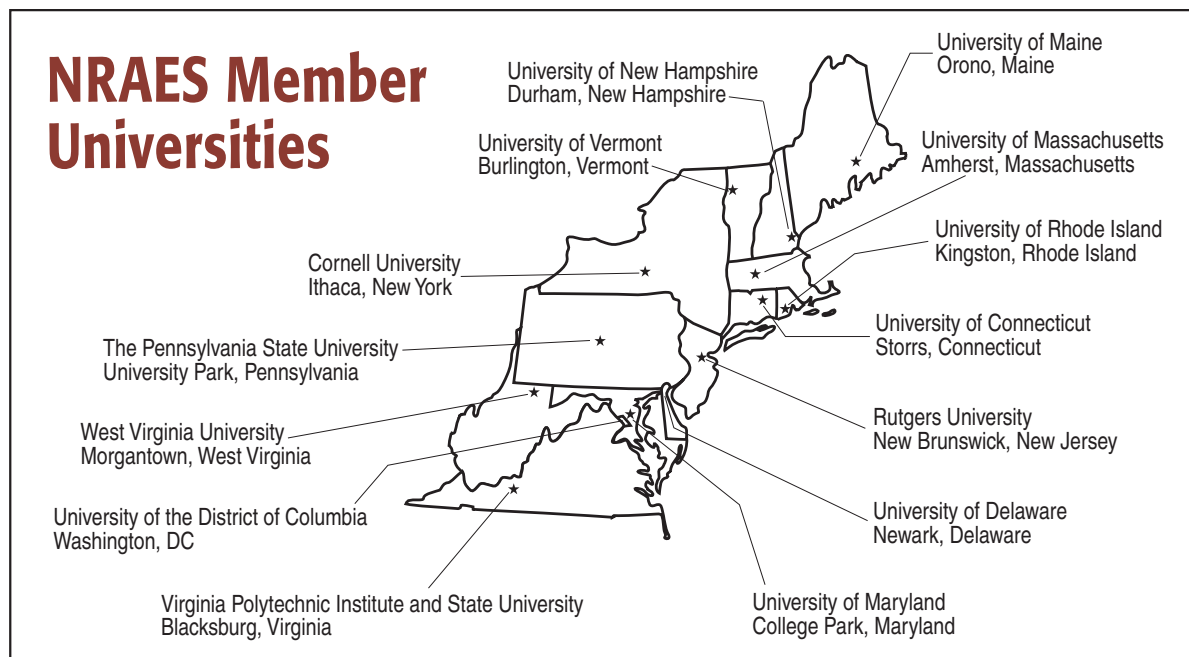 NRAES Member
Universities
University of Maine
Orono, Maine
University of New Hampshire
Durham, New Hampshire
University of Vermont
Burlington, Vermont
University of Massachusetts
Amherst, Massachusetts
University of Rhode Island
Kingston, Rhode Island
Cornell University
Ithaca, New York
University of Connecticut
Storrs, Connecticut
The Pennsylvania State University
University Park, Pennsylvania
Rutgers University
New Brunswick, New Jersey
West Virginia University
Morgantown, West Virginia
University of Delaware
Newark, Delaware
University of the District of Columbia
Washington, DC
University of Maryland
College Park, Maryland
Virginia Polytechnic Institute and State University
Blacksburg, Virginia